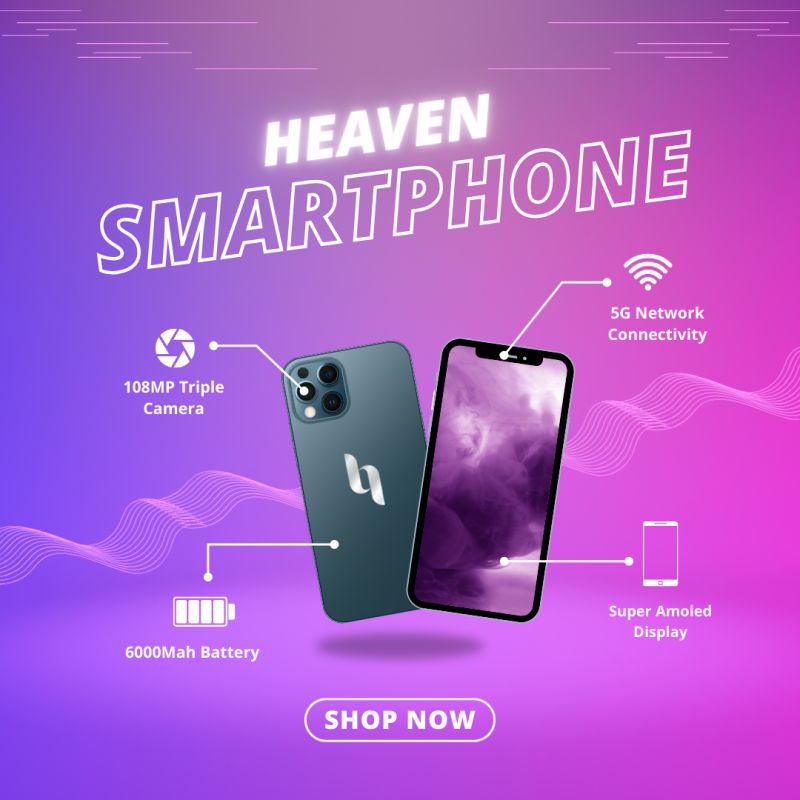 HEAVEN
SMARTPHONE
5G Network
Connectivity
108MP Triple
Camera
Super Amoled
Display
6000Mah Battery
SHOP NOW